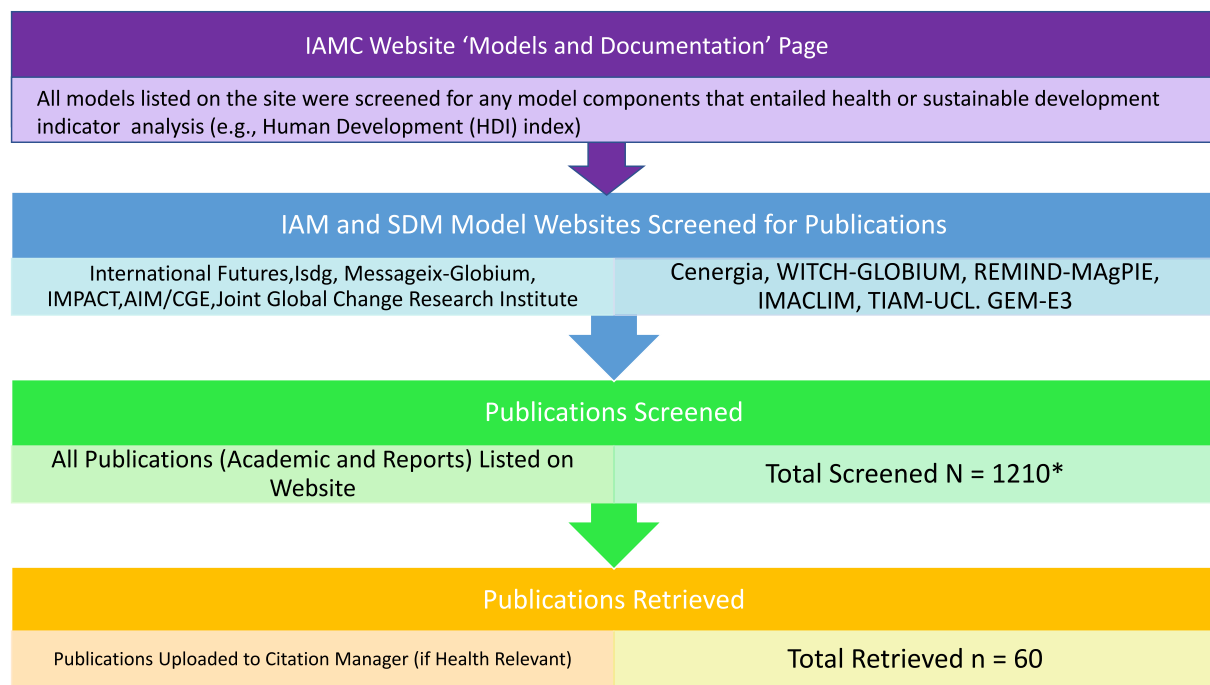 IAMC Website ‘Models and Documentation’ Page
All models listed on the site were screened for any model components that entailed health or sustainable development
indicator analysis (e.g., Human Development (HDI) index)
IAM and SDM Model Websites Screened for Publications
International Futures,Isdg, Messageix-Globium,
IMPACT,AIM/CGE,Joint Global Change Research Institute
Cenergia, WITCH-GLOBIUM, REMIND-MAgPIE,
IMACLIM, TIAM-UCL. GEM-E3
Publications Screened
All Publications (Academic and Reports) Listed on
Website
Total Screened N = 1210*
Publications Retrieved
Publications Uploaded to Citation Manager (if Health Relevant)
Total Retrieved n = 60